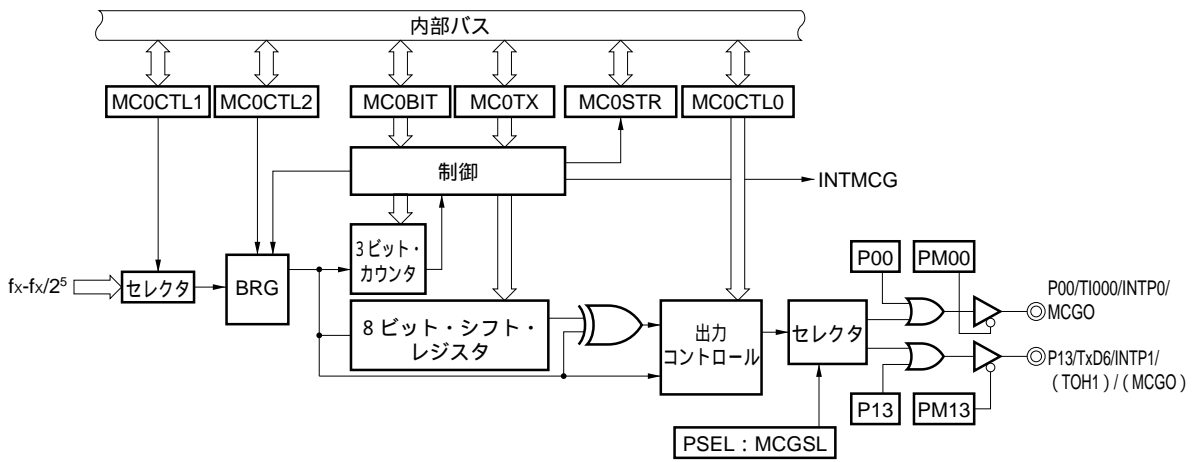 内部バス
MC0CTL1
MC0CTL2
MC0BIT
MC0TX
MC0STR
MC0CTL0
制御
INTMCG
3ビット・
カウンタ
fx-fx/2⁵
セレクタ
BRG
8ビット・シフト・
レジスタ
出力
コントロール
セレクタ
P00
PM00
P00/TI000/INTP0/
MCGO
P13/TxD6/INTP1/
(TOH1)/(MCGO)
P13
PM13
PSEL:MCGSL